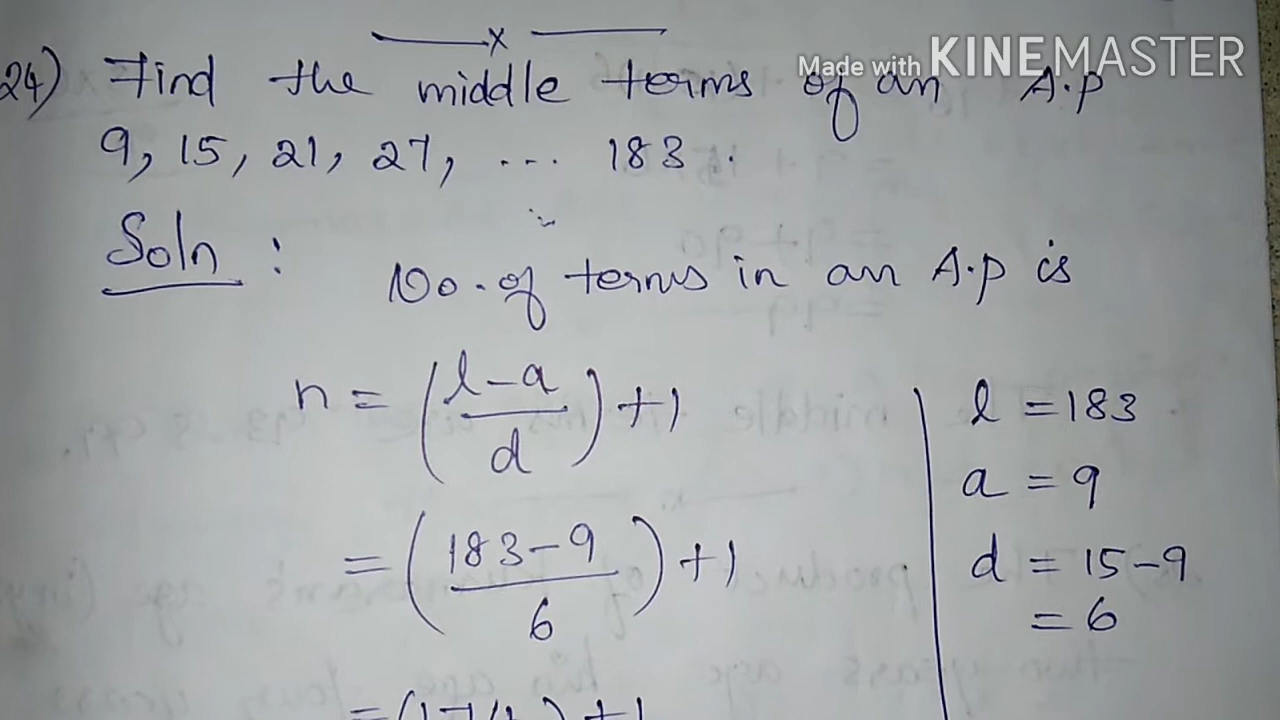 Made with KINEMASTER
24) Find the middle terms of an A.P
9, 15, 21, 27, ... 183.
Soln : No. of terms in an A.P is
n = (l-a/d)+1
l = 183
a = 9
= (183-9/6)+1
d = 15-9
= 6
= (174/